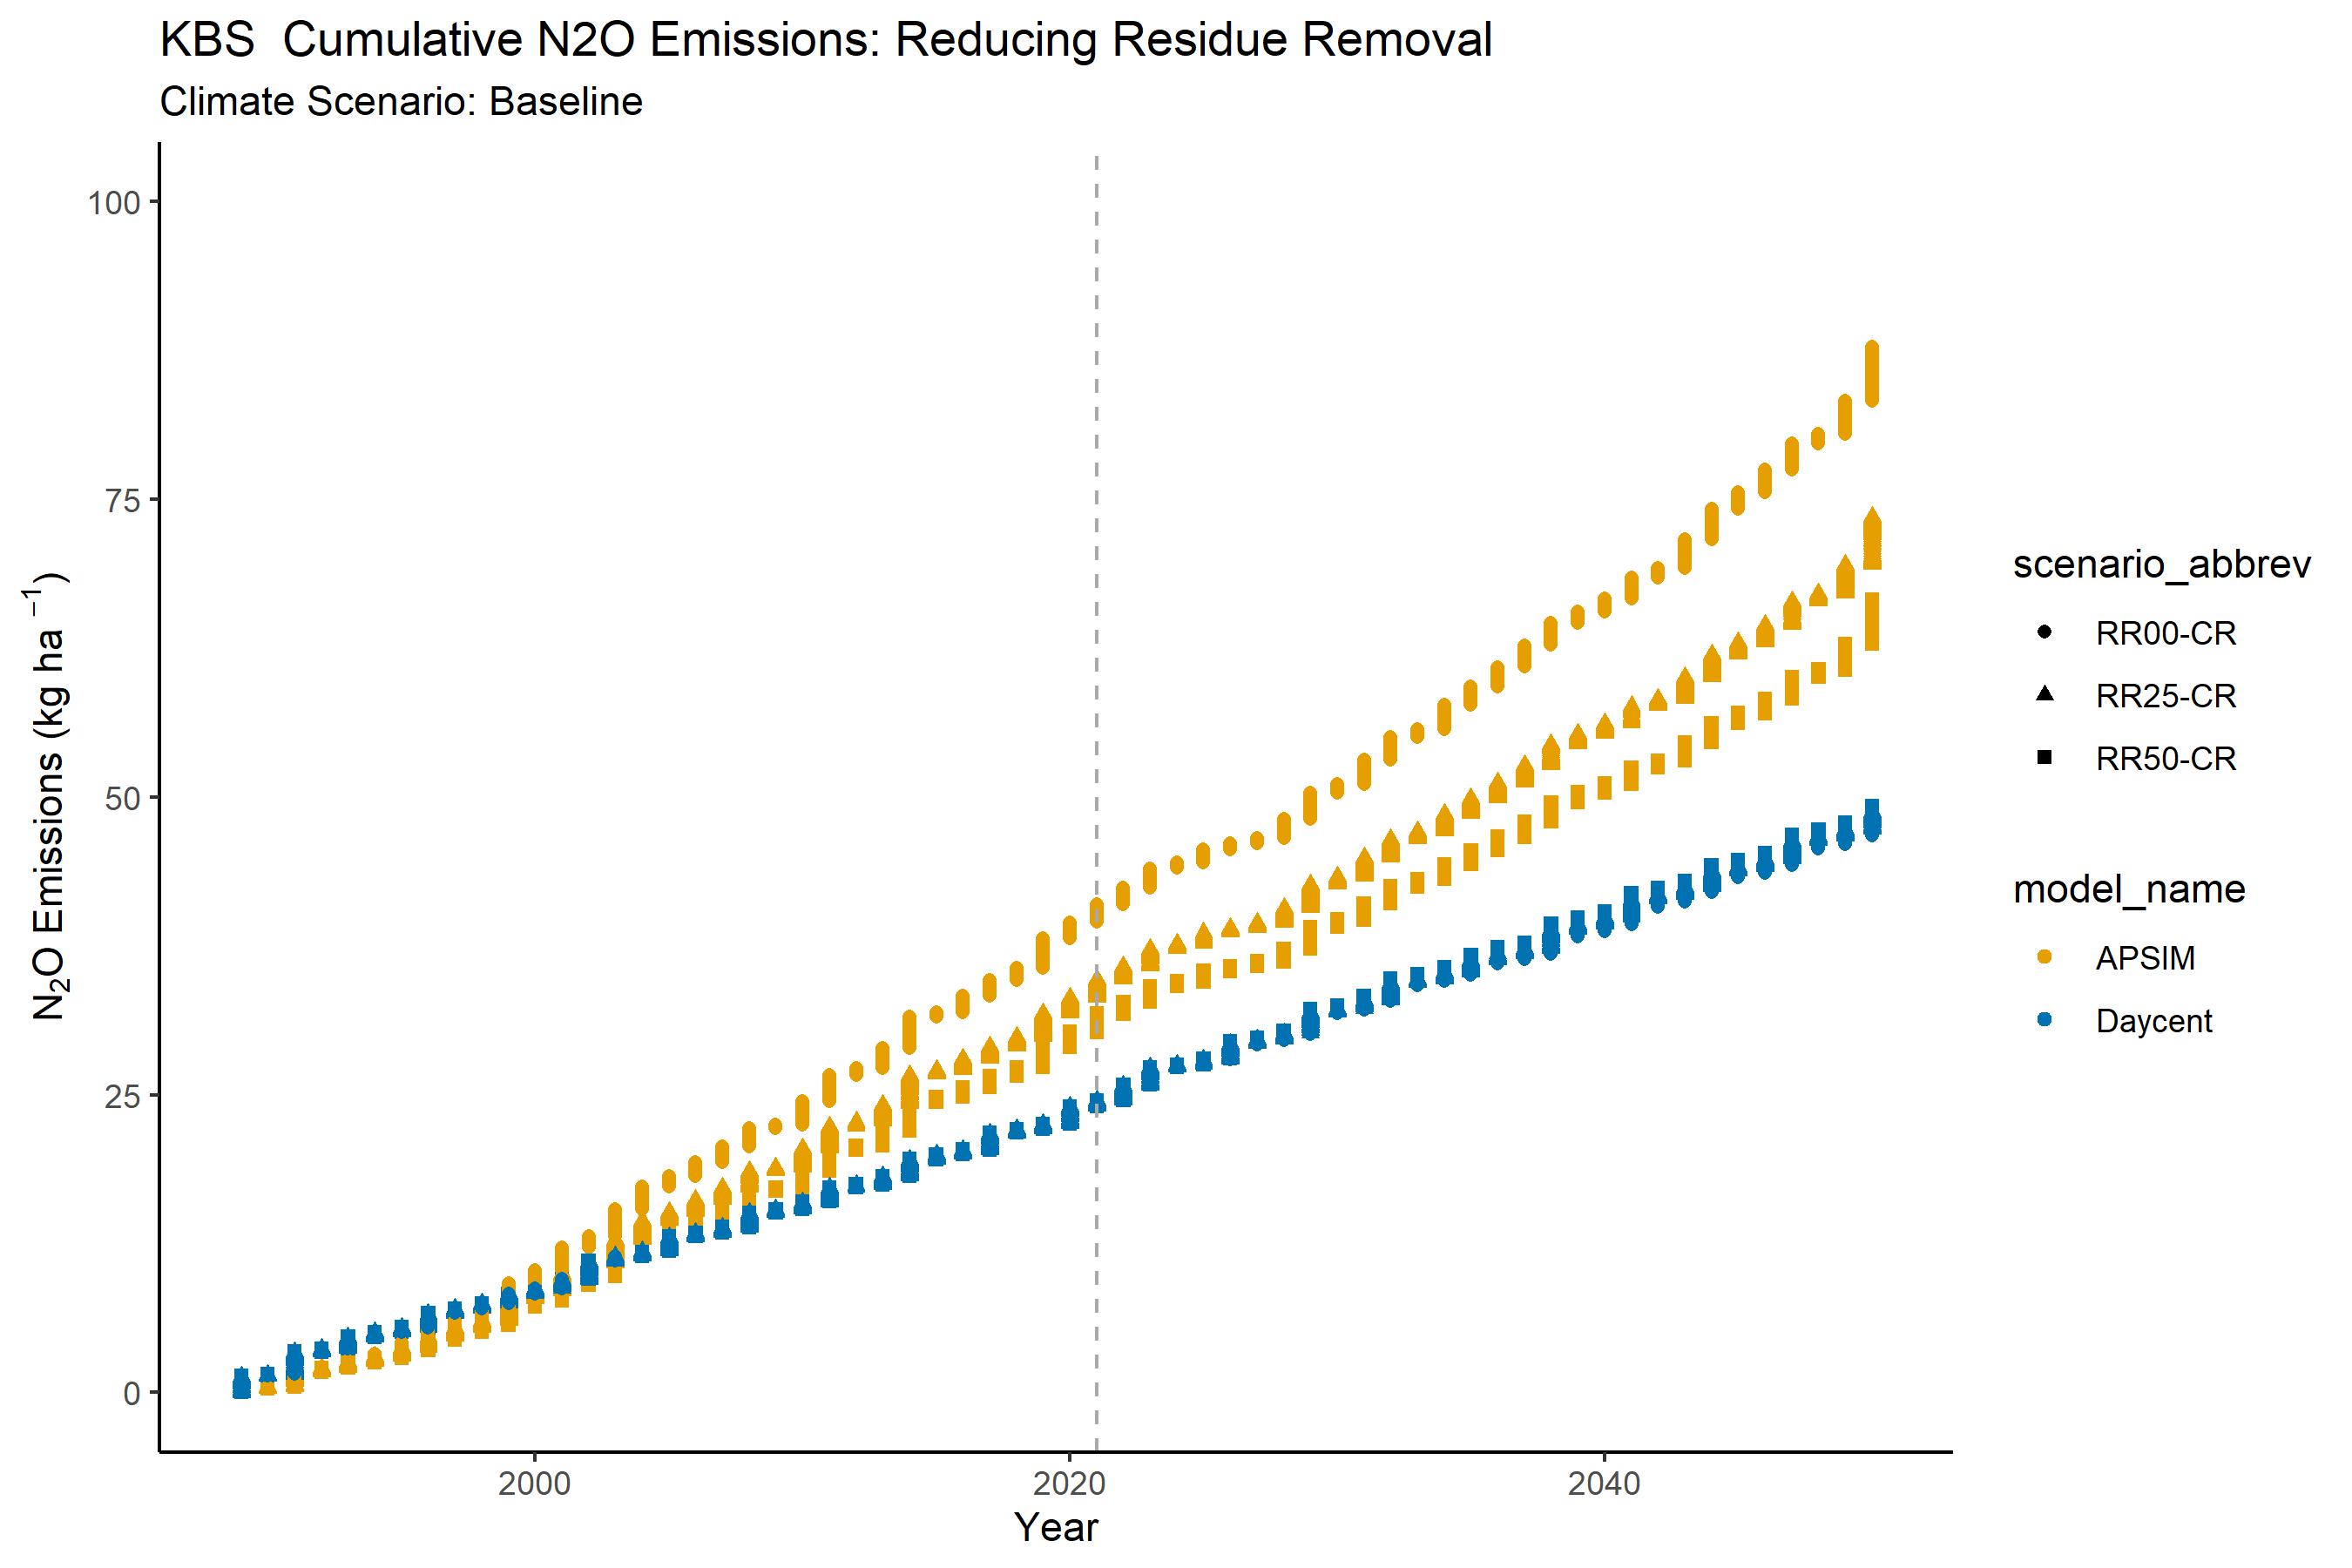 KBS  Cumulative N2O Emissions: Reducing Residue Removal
Climate Scenario: Baseline
N₂O Emissions (kg ha ⁻¹)
100
75
50
25
0
2000
2020
2040
Year
scenario_abbrev
RR00-CR
RR25-CR
RR50-CR
model_name
APSIM
Daycent